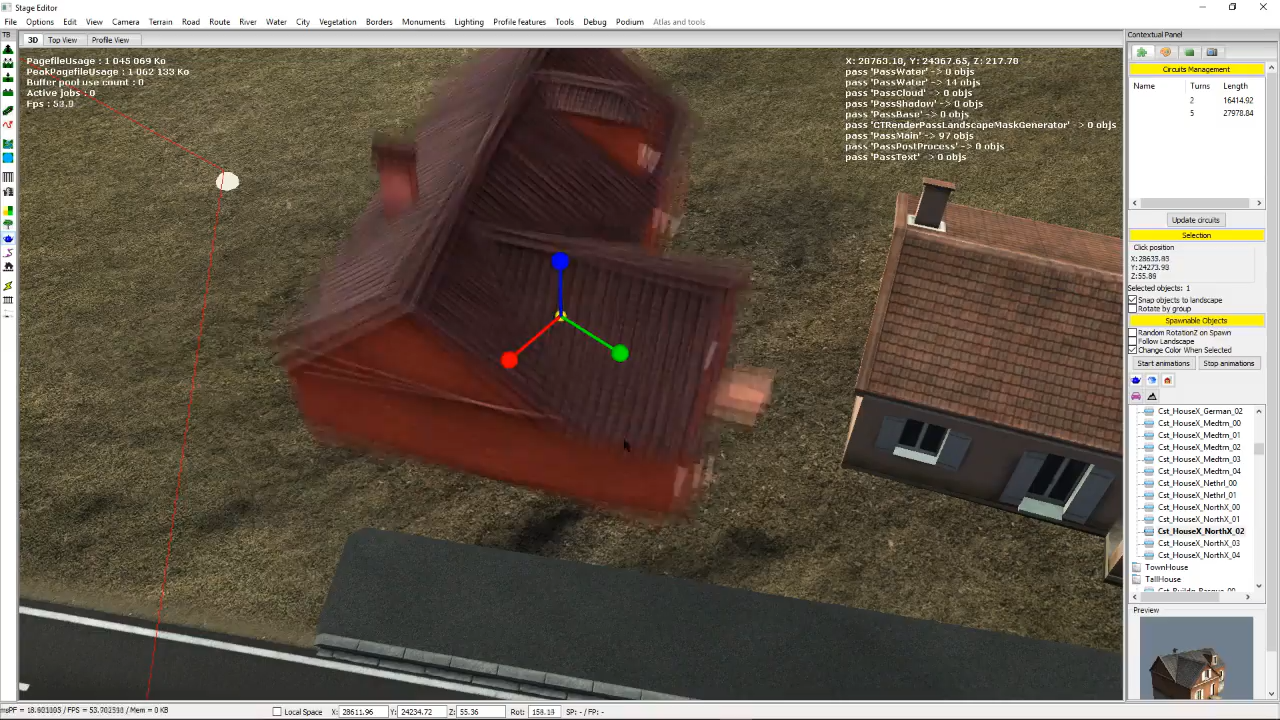 Stage Editor
File Options Edit View Camera Terrain Road Route River Water City Vegetation Borders Monuments Lighting Profile features Tools Debug Podium Atlas and tools
TB
3D Top View Profile View
PagefileUsage : 1 045 069 Ko
PeakPagefileUsage : 1 062 133 Ko
Buffer pool use count : 0
Active jobs : 0
Fps : 53.8
X: 28763.10, Y: 24367.65, Z: 217.78
pass 'PassWater' -> 0 objs
pass 'PassWater' -> 14 objs
pass 'PassCloud' -> 0 objs
pass 'PassShadow' -> 0 objs
pass 'PassBase' -> 0 objs
pass 'CTRenderPassLandscapeMaskGenerator' -> 0 objs
pass 'PassMain' -> 97 objs
pass 'PassPostProcess' -> 0 objs
pass 'PassText' -> 0 objs
Contextual Panel
Circuits Management
Name Turns Length
2 16414.92
5 27978.84
Update circuits
Selection
Click position
X:28633.83
Y:24273.93
Selected objects: 1
Snap objects to landscape
Rotate by group
Spawnable Objects
Random RotationZ on Spawn
Follow Landscape
Change Color When Selected
Start animations Stop animations
Cst_HouseX_German_02
Cst_HouseX_Medtrn_00
Cst_HouseX_Medtrn_01
Cst_HouseX_Medtrn_02
Cst_HouseX_Medtrn_03
Cst_HouseX_Medtrn_04
Cst_HouseX_Nethrl_00
Cst_HouseX_Nethrl_01
Cst_HouseX_NorthX_00
Cst_HouseX_NorthX_01
Cst_HouseX_NorthX_02
Cst_HouseX_NorthX_03
Cst_HouseX_NorthX_04
TownHouse
TallHouse
Preview
Local Space X: 28611.96 Y: 24234.72 Z: 55.36 Rot: 158.19 SP: - / FP: -